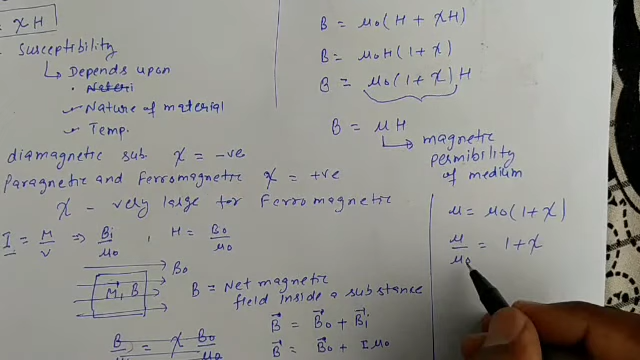 = χH
Susceptibility
↳ Depends upon
Nature of material
Temp.
diamagnetic sub χ = -ve
Paragnetic and Ferromagnetic χ = +ve
χ - very large for Ferromagnetic
I = M/V ⇒ Bi/μ0 , H = B0/μ0
B0
M, B
B = Net magnetic
field inside a substance
B⃗ = B⃗0 + B⃗i
B⃗ = B⃗0 + Iμ0
= χ B0/μ0
B = μ0(H + χH)
B = μ0H(1+χ)
B = μ0(1+χ)H
B = μH
↳ magnetic
permibility
of medium
μ = μ0(1+χ)
μ/μ0 = 1+χ